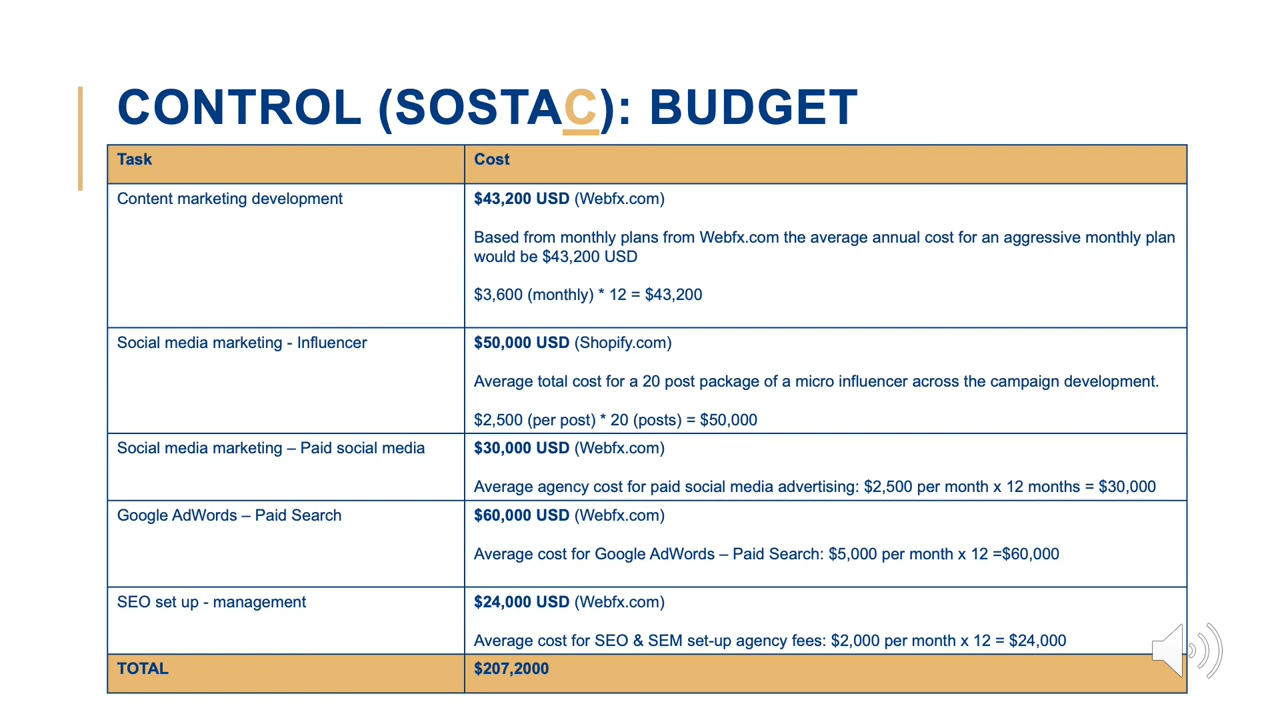 CONTROL (SOSTAC): BUDGET
Task
Cost
Content marketing development
$43,200 USD (Webfx.com)
Based from monthly plans from Webfx.com the average annual cost for an aggressive monthly plan
would be $43,200 USD
$3,600 (monthly) * 12 = $43,200
Social media marketing - Influencer
$50,000 USD (Shopify.com)
Average total cost for a 20 post package of a micro influencer across the campaign development.
$2,500 (per post) * 20 (posts) = $50,000
Social media marketing – Paid social media
$30,000 USD (Webfx.com)
Average agency cost for paid social media advertising: $2,500 per month x 12 months = $30,000
Google AdWords – Paid Search
$60,000 USD (Webfx.com)
Average cost for Google AdWords – Paid Search: $5,000 per month x 12 =$60,000
SEO set up - management
$24,000 USD (Webfx.com)
Average cost for SEO & SEM set-up agency fees: $2,000 per month x 12 = $24,000
TOTAL
$207,2000